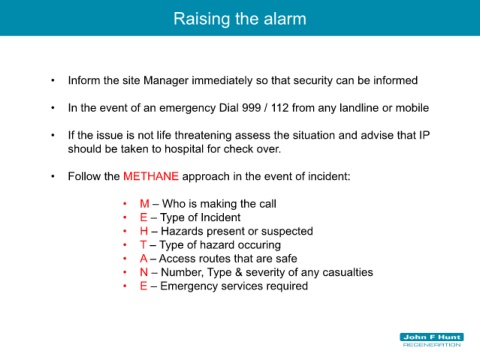 Raising the alarm
• Inform the site Manager immediately so that security can be informed
• In the event of an emergency Dial 999 / 112 from any landline or mobile
• If the issue is not life threatening assess the situation and advise that IP
should be taken to hospital for check over.
• Follow the METHANE approach in the event of incident:
• M – Who is making the call
• E – Type of Incident
• H – Hazards present or suspected
• T – Type of hazard occuring
• A – Access routes that are safe
• N – Number, Type & severity of any casualties
• E – Emergency services required
John F Hunt
REGENERATION